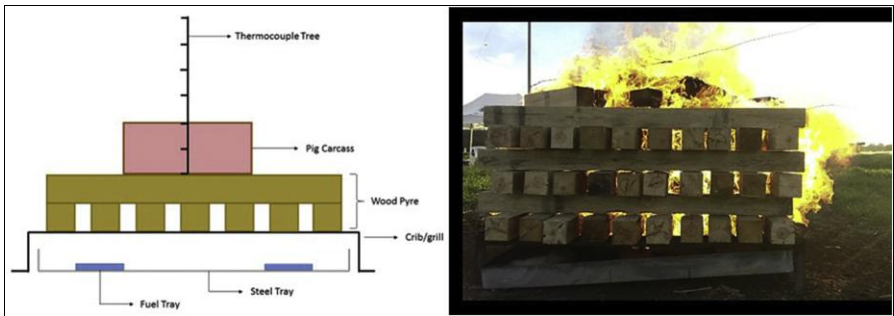 Thermocouple Tree
Pig Carcass
Wood Pyre
Crib/grill
Steel Tray
Fuel Tray